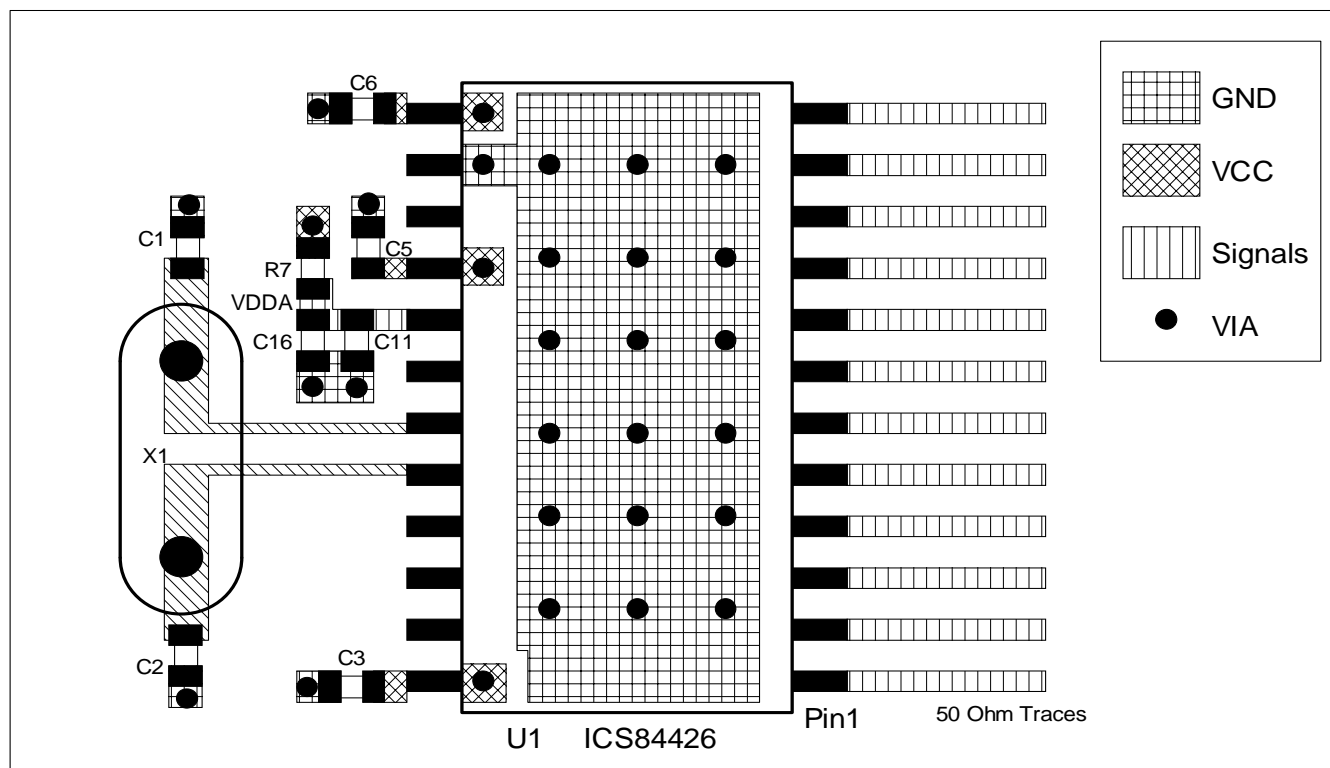 C6
GND
VCC
C1
C5
R7
Signals
VDDA
VIA
C16
C11
X1
C3
C2
Pin1
50 Ohm Traces
U1 ICS84426